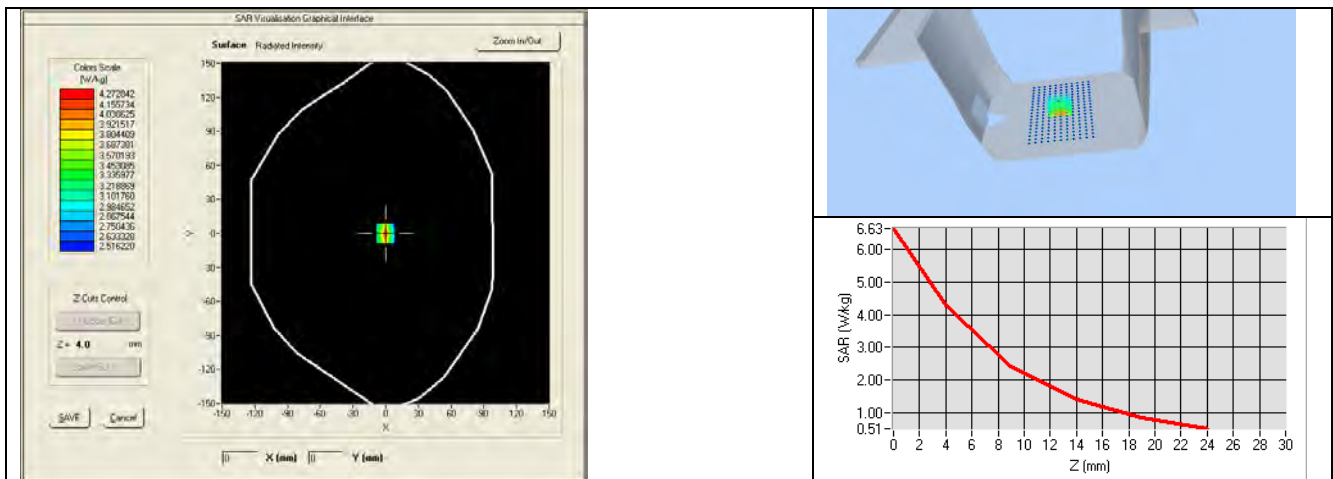 SAR Visualisation Graphical Interface
Surface Radiated Intensity
Zoom In/Out
Colors Scale
[W/kg]
4.272842
4.155734
4.038625
3.921517
3.804409
3.687301
3.570193
3.453085
3.335977
3.218869
3.101760
2.984652
2.867544
2.750436
2.633328
2.516220
150
120
90
60
30
0
-30
-60
-90
-120
-150
Y
-150 -120 -90 -60 -30 0 30 60 90 120 150
X
Z Cuts Control
Z = 4.0 mm
SAVE Cancel
0 X (mm) 0 Y (mm)
6.63
6.00
5.00
4.00
3.00
2.00
1.00
0.51
SAR (W/kg)
0 2 4 6 8 10 12 14 16 18 20 22 24 26 28 30
Z (mm)